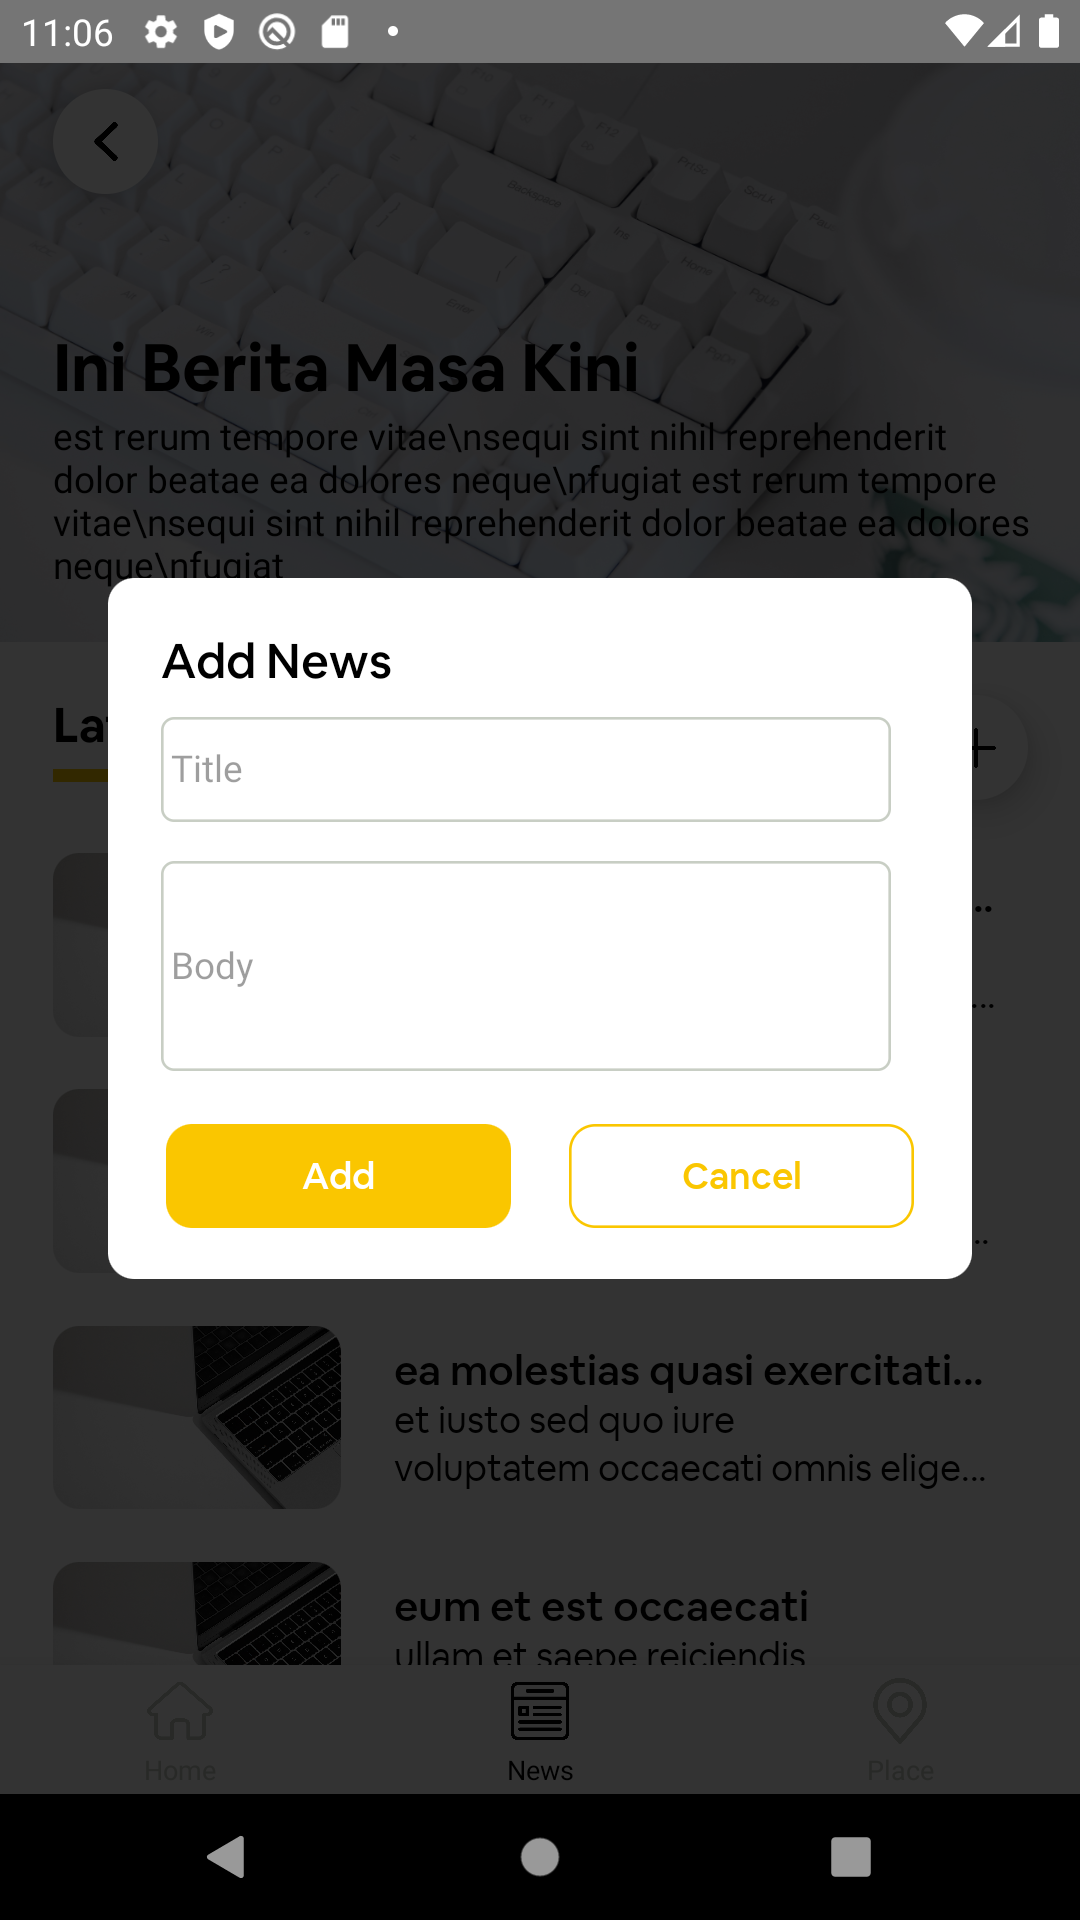 11:06
Ini Berita Masa Kini
est rerum tempore vitae\nsequi sint nihil reprehenderit
dolor beatae ea dolores neque\nfugiat est rerum tempore
vitae\nsequi sint nihil reprehenderit dolor beatae ea dolores
neque\nfugiat
Add News
Title
Body
Add
Cancel
ea molestias quasi exercitati...
et iusto sed quo iure
voluptatem occaecati omnis elige...
eum et est occaecati
ullam et saepe reiciendis
Home
News
Place